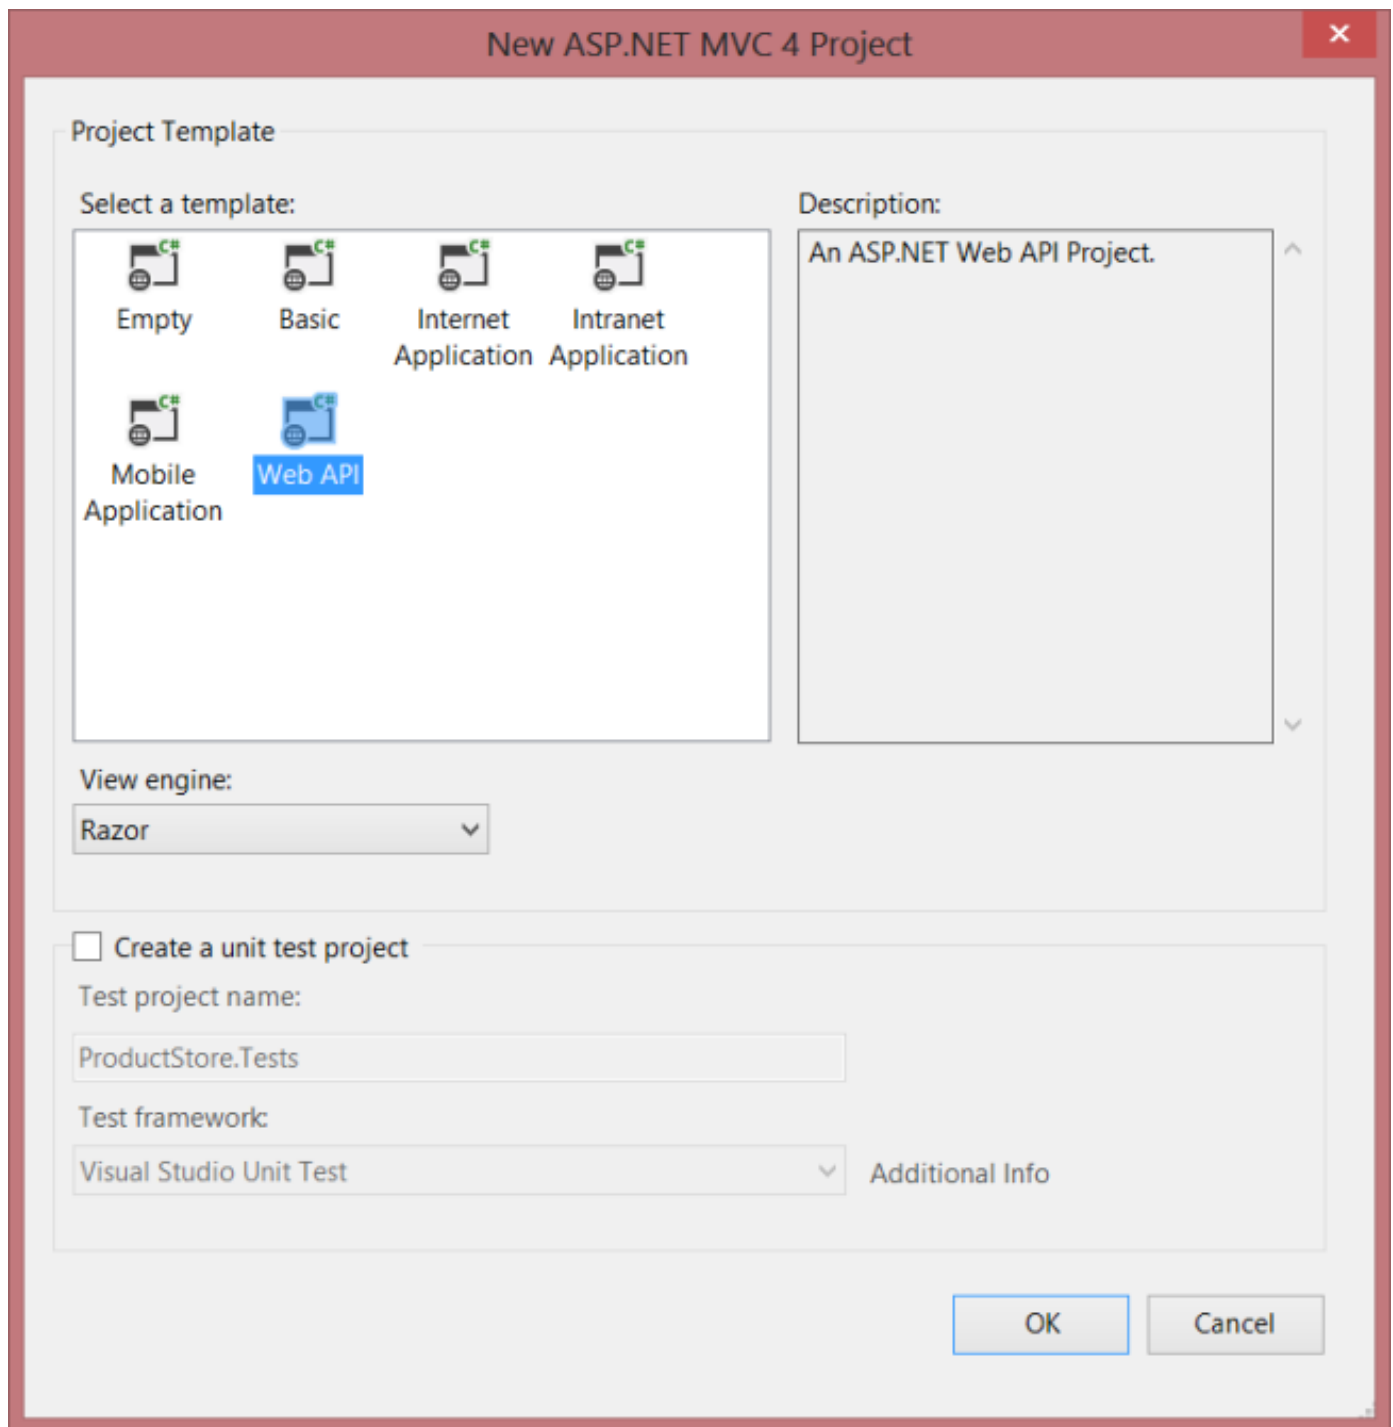 New ASP.NET MVC 4 Project
Project Template
Select a template:
Description:
C# C# C# C#
Empty Basic Internet Application Intranet Application
An ASP.NET Web API Project.
C# C#
Mobile Application Web API
View engine:
Razor
Create a unit test project
Test project name:
ProductStore.Tests
Test framework:
Visual Studio Unit Test
Additional Info
OK
Cancel